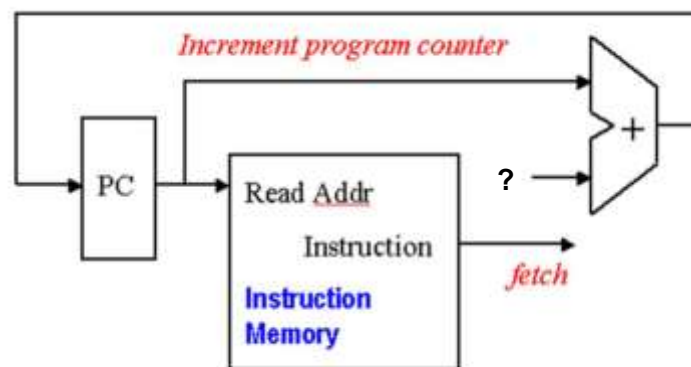 Increment program counter
+
PC
?
Read Addr
Instruction
fetch
Instruction
Memory